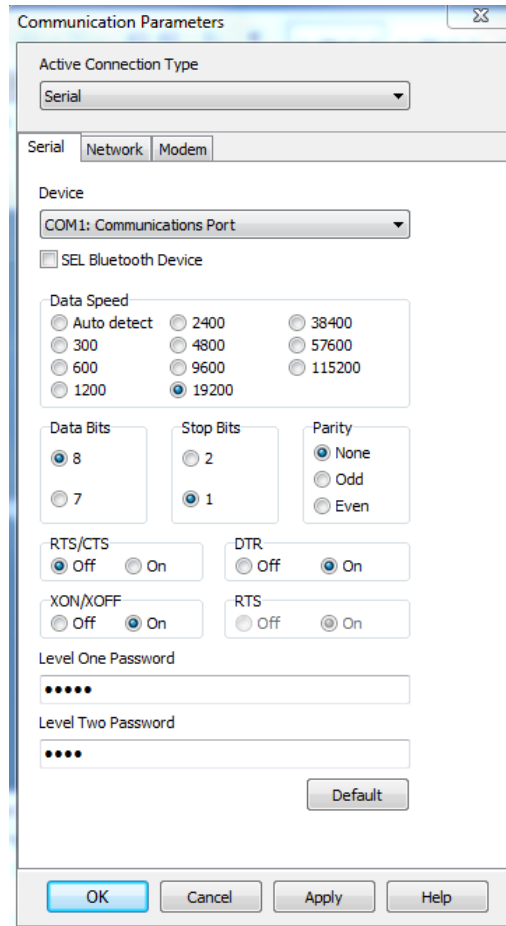 Communication Parameters
Active Connection Type
Serial
Serial Network Modem
Device
COM1: Communications Port
SEL Bluetooth Device
Data Speed
Auto detect 2400 38400
300 4800 57600
600 9600 115200
1200 19200
Data Bits Stop Bits Parity
8 2 None
7 1 Odd
Even
RTS/CTS DTR
Off On Off On
XON/XOFF RTS
Off On Off On
Level One Password
•••••
Level Two Password
••••
Default
OK Cancel Apply Help